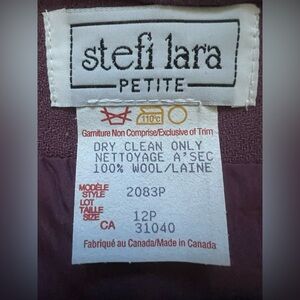 stefi lara
PETITE
110°C
Garniture Non Comprise/Exclusive of Trim
DRY CLEAN ONLY
NETTOYAGE A'SEC
100% WOOL/LAINE
MODÈLE
STYLE 2083P
LOT
TAILLE
SIZE 12P
CA 31040
Fabriqué au Canada/Made in Canada